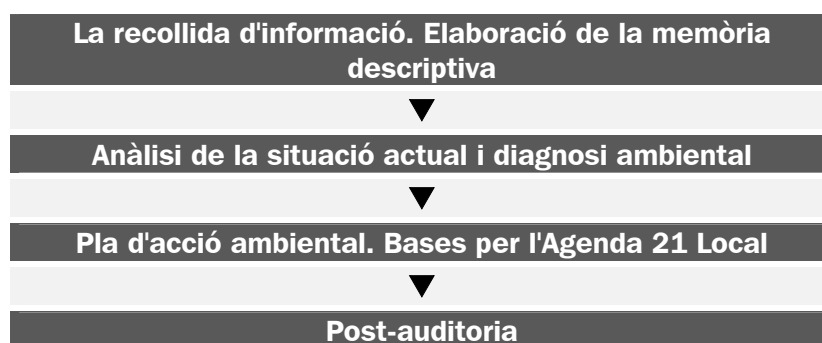 La recollida d'informació. Elaboració de la memòria
descriptiva
Anàlisi de la situació actual i diagnosi ambiental
Pla d'acció ambiental. Bases per l'Agenda 21 Local
Post-auditoria